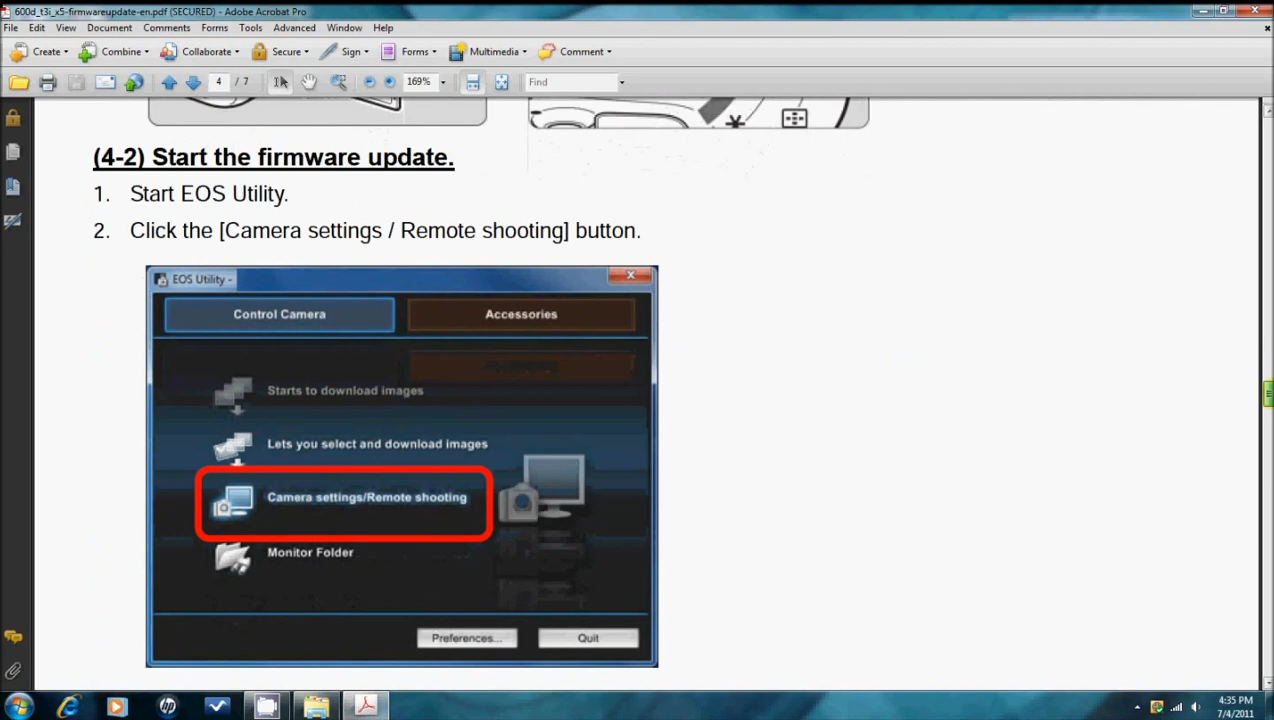 600d_t3i_x5-firmwareupdate-en.pdf (SECURED) - Adobe Acrobat Pro
File Edit View Document Comments Forms Tools Advanced Window Help
Create Combine Collaborate Secure Sign Forms Multimedia Comment
4 / 7 169% Find
(4-2) Start the firmware update.
1. Start EOS Utility.
2. Click the [Camera settings / Remote shooting] button.
EOS Utility -
Control Camera Accessories
Starts to download images
Lets you select and download images
Camera settings/Remote shooting
Monitor Folder
Preferences... Quit
4:35 PM
7/4/2011